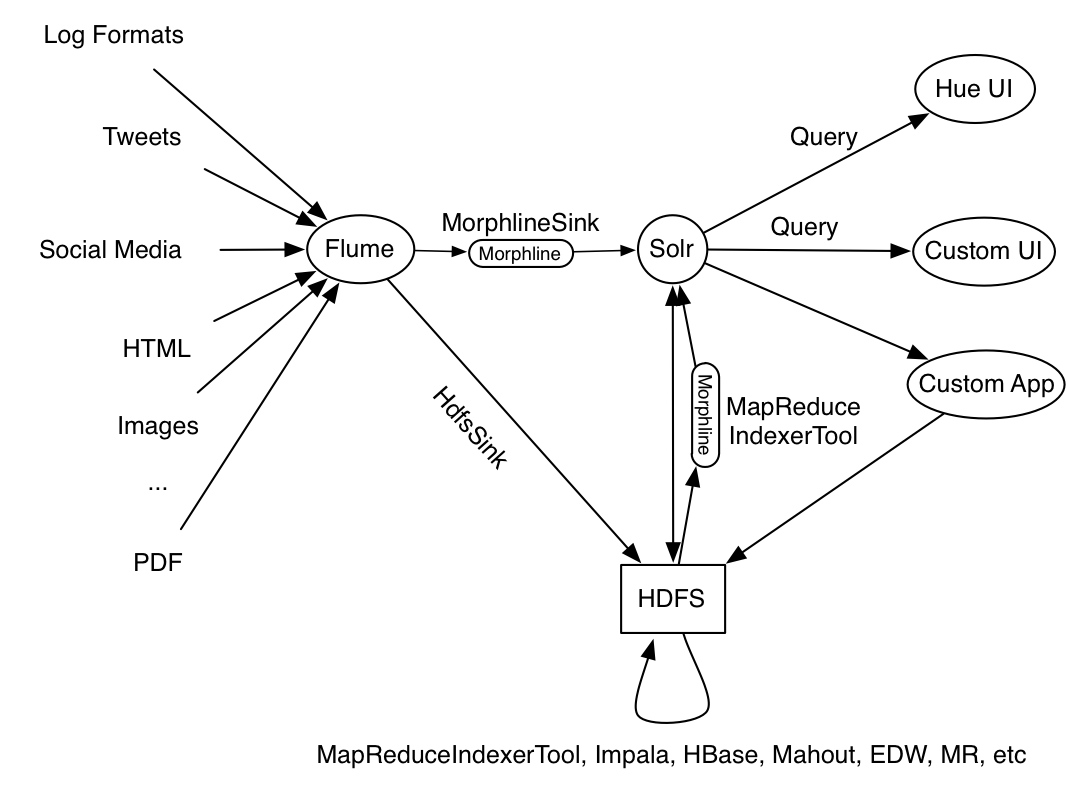 Log Formats
Tweets
Social Media
HTML
Images
...
PDF
Flume
MorphlineSink
Morphline
HdfsSink
Solr
Query
Hue UI
Query
Custom UI
Custom App
Morphline
MapReduce
IndexerTool
HDFS
MapReduceIndexerTool, Impala, HBase, Mahout, EDW, MR, etc